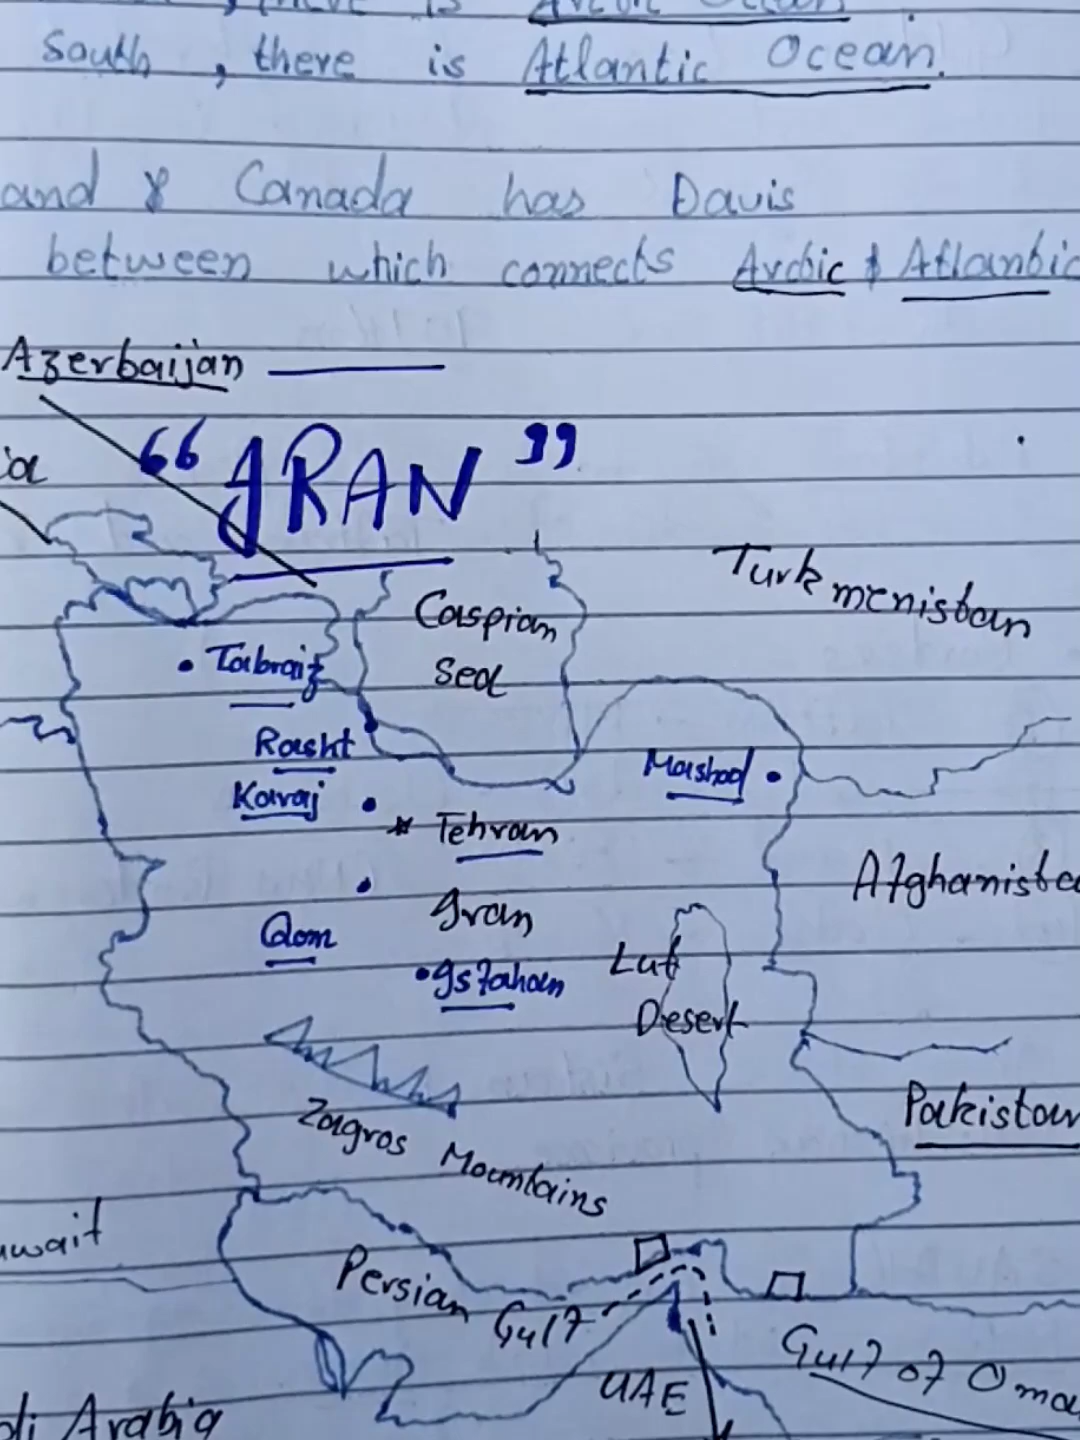 south, there is Atlantic Ocean.
and & Canada has Davis
between which connects Arctic & Atlantic
Azerbaijan
"IRAN"
Turkmenistan
Caspian
Sea
Tabraiz
Rasht
Mashad
Karaj
Tehran
Afghanista
Iran
Qom
Isfahan
Lut
Desert
Pakistan
Zagros Mountains
uwait
Persian Gulf
Gulf of Oma
UAE
di Arabia